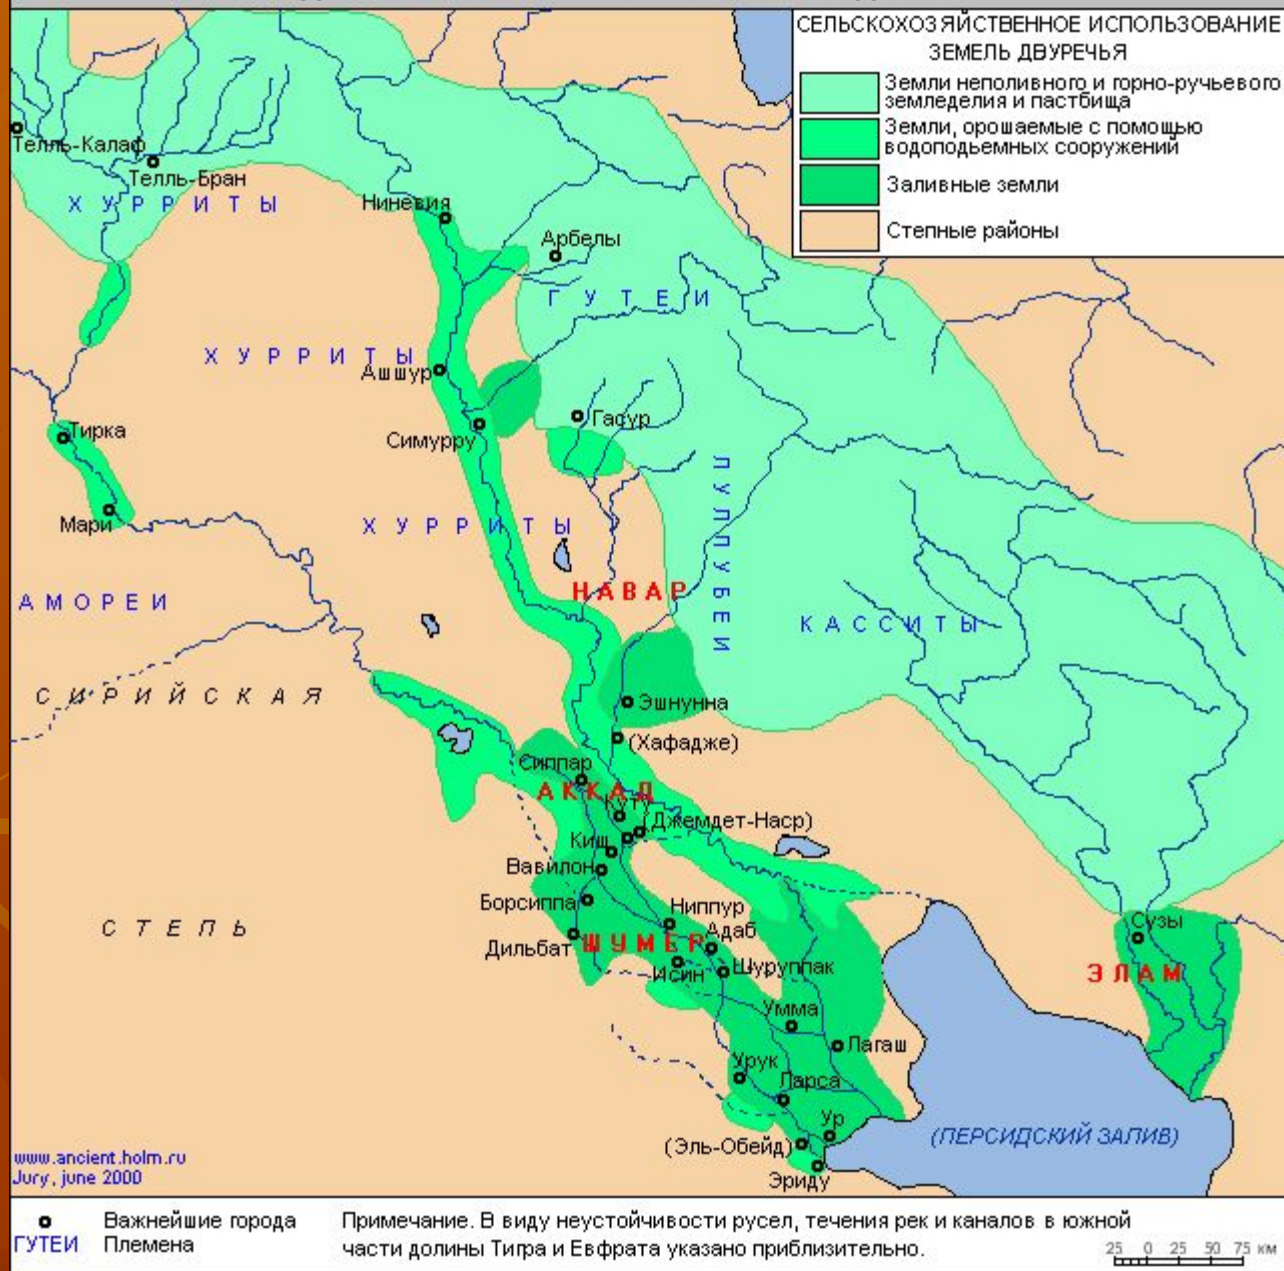 СЕЛЬСКОХОЗЯЙСТВЕННОЕ ИСПОЛЬЗОВАНИЕ
ЗЕМЕЛЬ ДВУРЕЧЬЯ
Земли неполивного и горно-ручьевого
земледелия и пастбища
Земли, орошаемые с помощью
водоподьемных сооружений
Заливные земли
Степные районы
Телль-Калаф
Телль-Бран
ХУРРИТЫ
Ниневия
Арбелы
ГУТЕИ
ХУРРИТЫ
Ашшур
Гасур
Симурру
Тирка
ЛУЛЛУБЕИ
Мари
ХУРРИТЫ
НАВАР
АМОРЕИ
КАССИТЫ
СИРИЙСКАЯ
Эшнунна
(Хафадже)
Сиппар
АККАД
Куту
(Джемдет-Наср)
Киш
Вавилон
Борсиппа
Ниппур
СТЕПЬ
Адаб
Дильбат
ШУМЕР
Сузы
Исин
Шуруппак
ЭЛАМ
Умма
Лагаш
Урук
Ларса
Ур
(ПЕРСИДСКИЙ ЗАЛИВ)
(Эль-Обейд)
Эриду
www.ancient.holm.ru
Jury, june 2000
Важнейшие города
ГУТЕИ Племена
Примечание. В виду неустойчивости русел, течения рек и каналов в южной
части долины Тигра и Евфрата указано приблизительно.
25 0 25 50 75 км